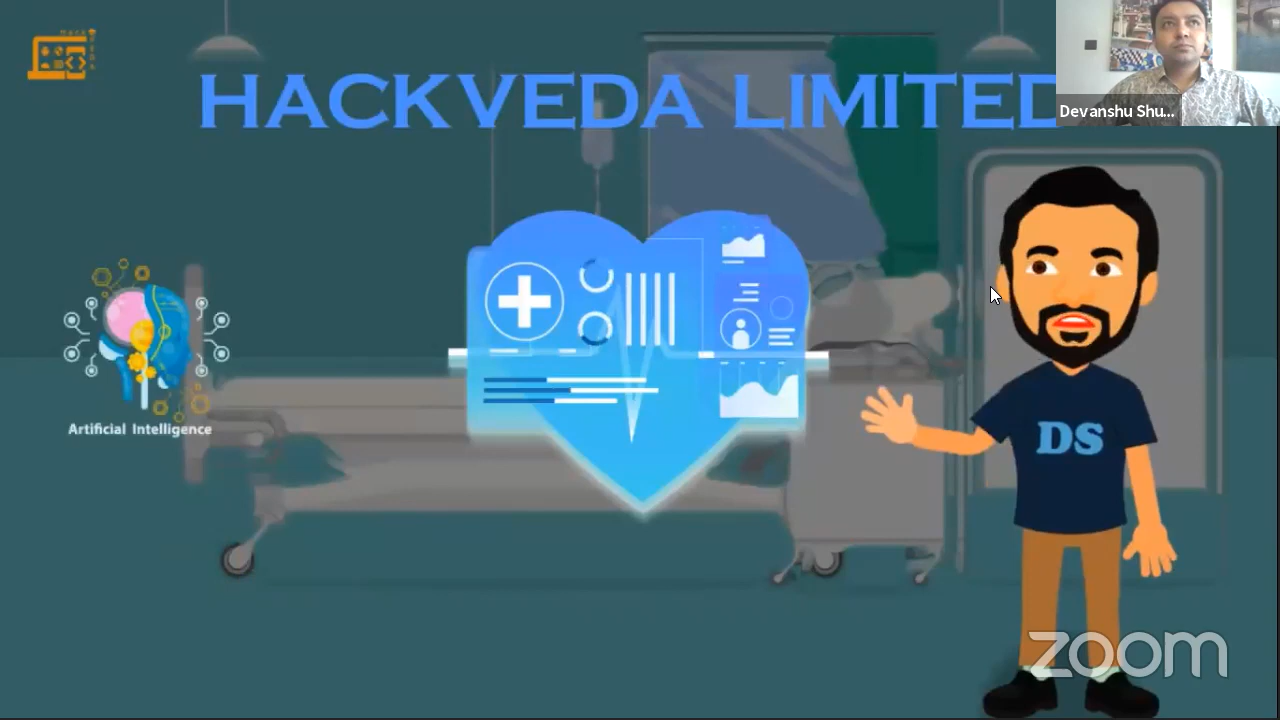 HACKVEDA LIMITED
Devanshu Shu...
Artificial Intelligence
DS
zoom